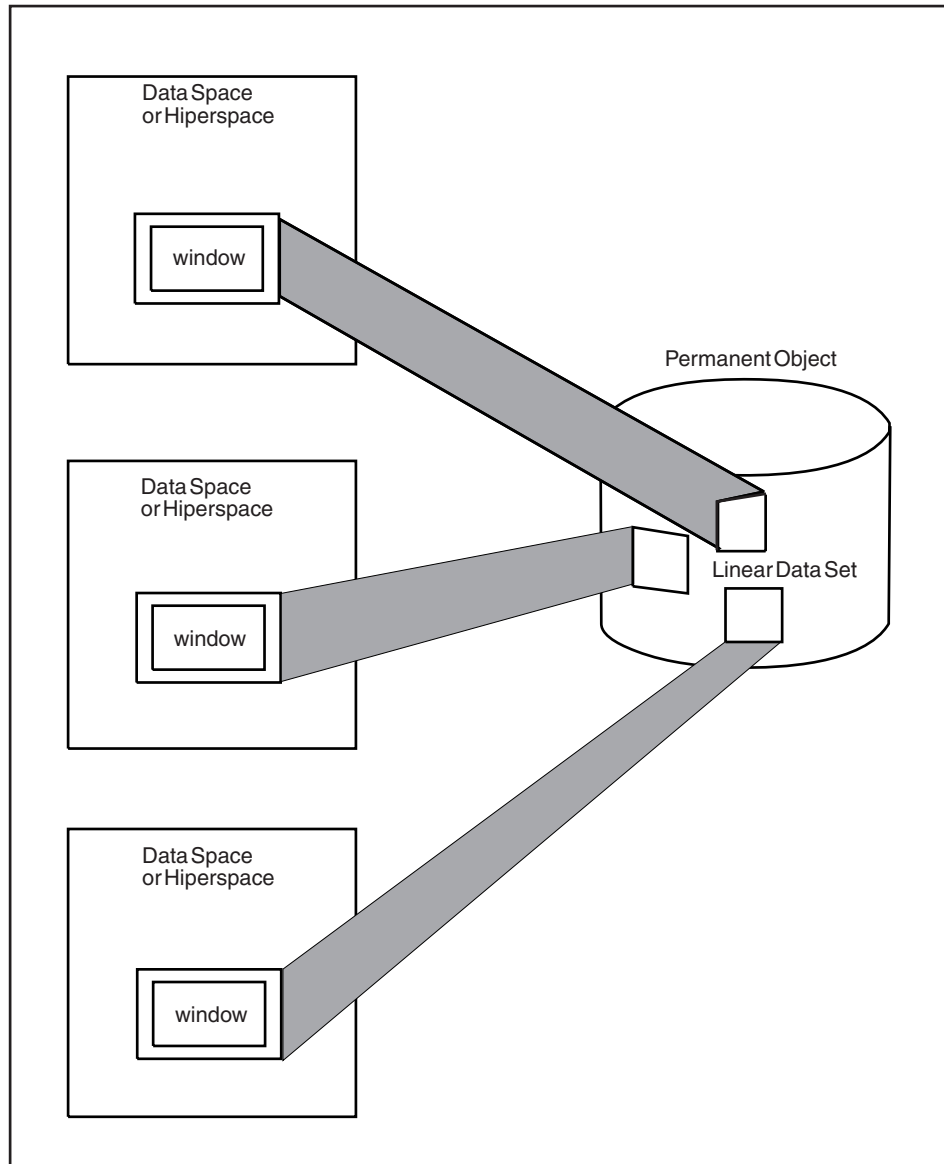 Data Space
or Hiperspace
window
Permanent Object
Data Space
or Hiperspace
Linear Data Set
window
Data Space
or Hiperspace
window